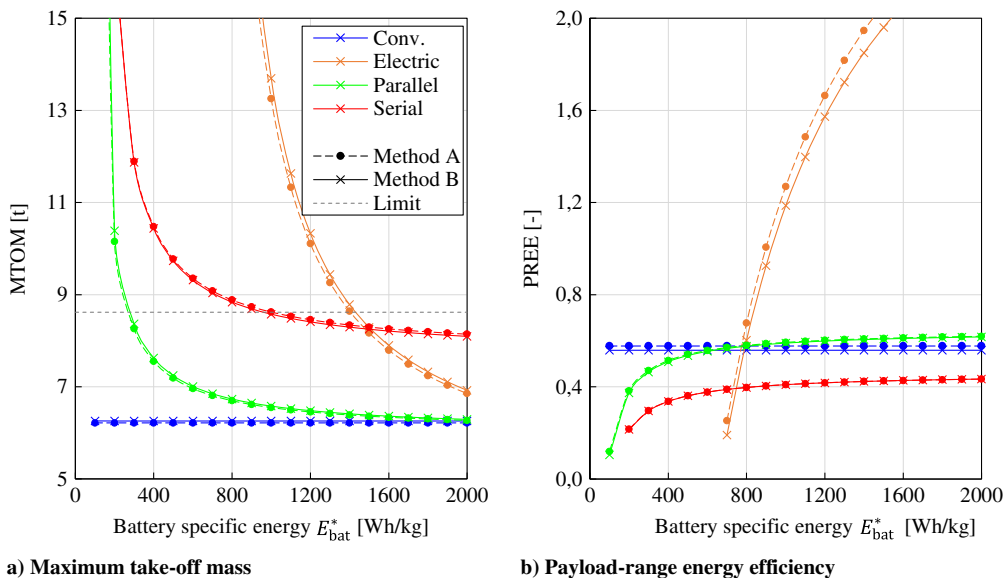 15
13
11
9
7
5
MTOM [t]
Conv.
Electric
Parallel
Serial
Method A
Method B
Limit
0
400
800
1200
1600
2000
Battery specific energy E*bat [Wh/kg]
a) Maximum take-off mass
2,0
1,6
1,2
0,8
0,4
0,0
PREE [-]
0
400
800
1200
1600
2000
Battery specific energy E*bat [Wh/kg]
b) Payload-range energy efficiency